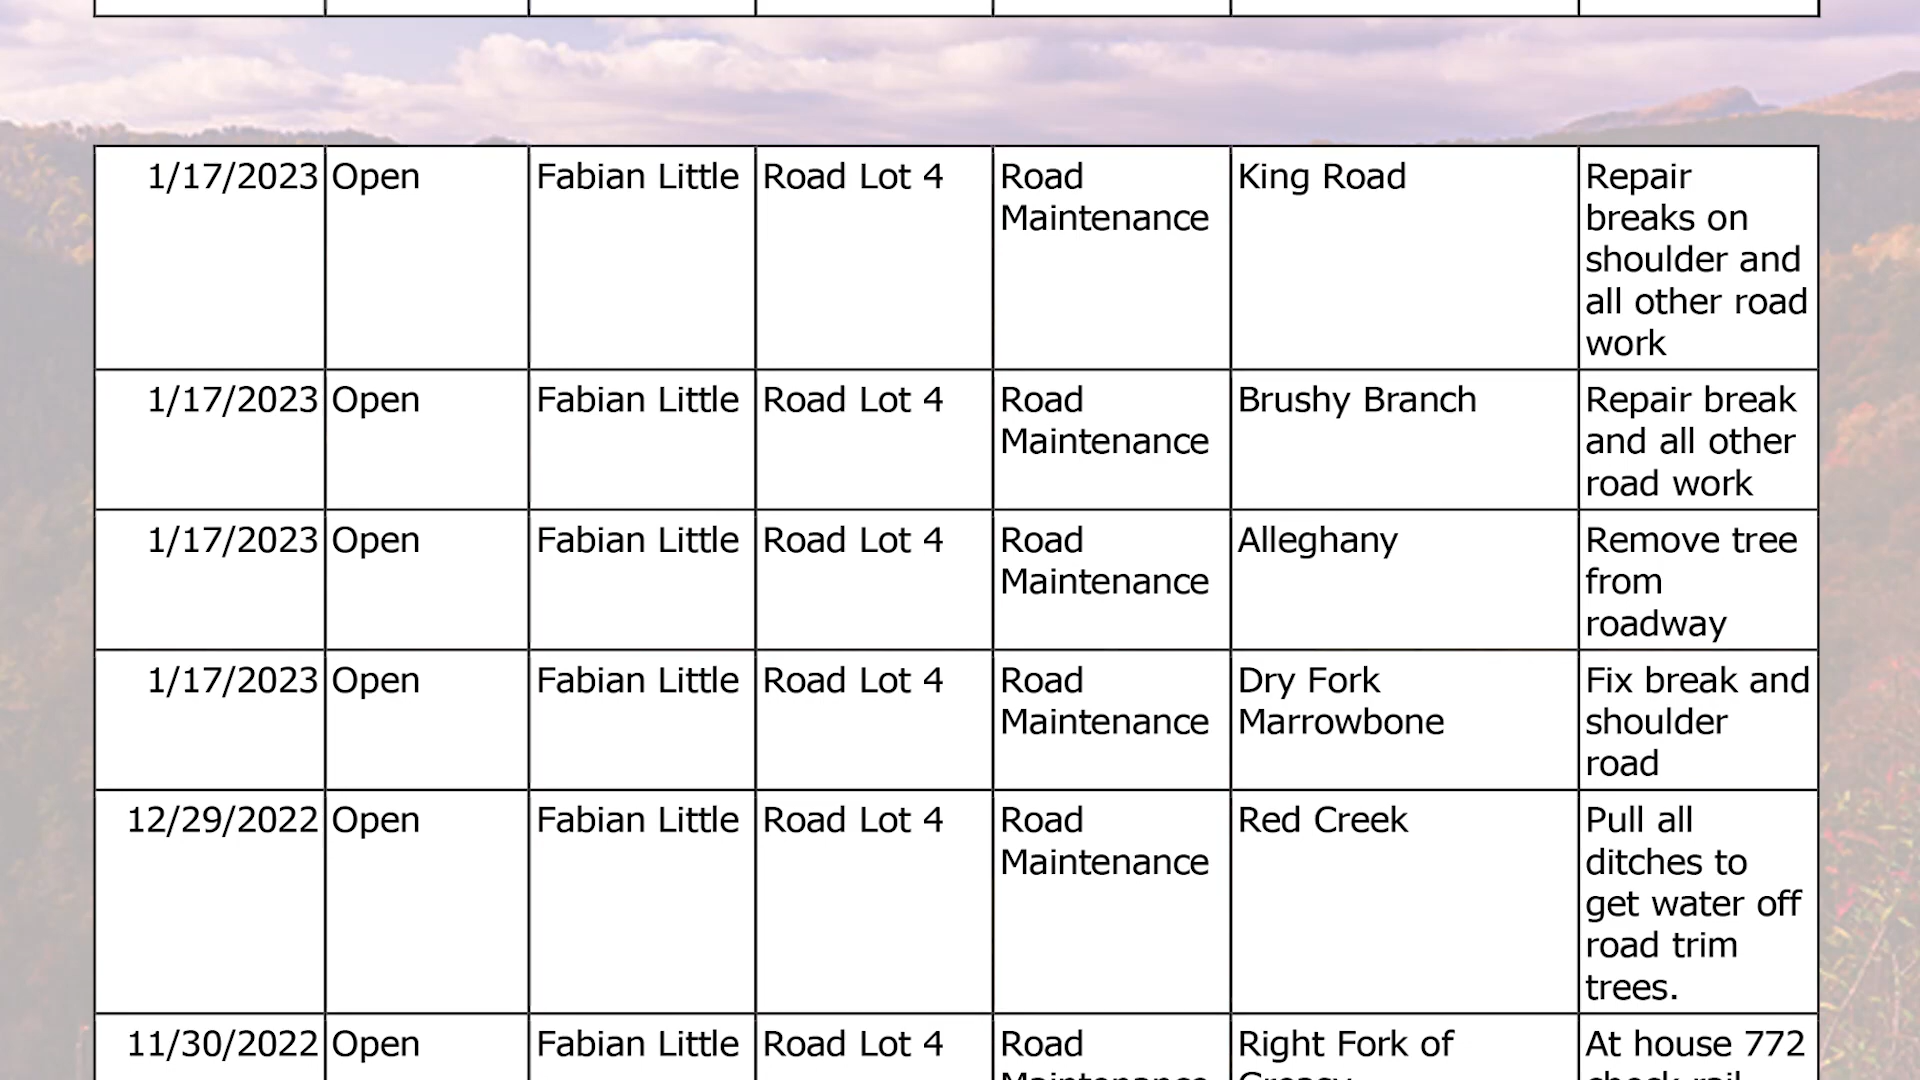 1/17/2023 Open Fabian Little Road Lot 4 Road Maintenance King Road Repair breaks on shoulder and all other road work
1/17/2023 Open Fabian Little Road Lot 4 Road Maintenance Brushy Branch Repair break and all other road work
1/17/2023 Open Fabian Little Road Lot 4 Road Maintenance Alleghany Remove tree from roadway
1/17/2023 Open Fabian Little Road Lot 4 Road Maintenance Dry Fork Marrowbone Fix break and shoulder road
12/29/2022 Open Fabian Little Road Lot 4 Road Maintenance Red Creek Pull all ditches to get water off road trim trees.
11/30/2022 Open Fabian Little Road Lot 4 Road Maintenance Right Fork of Greasy At house 772 check rail